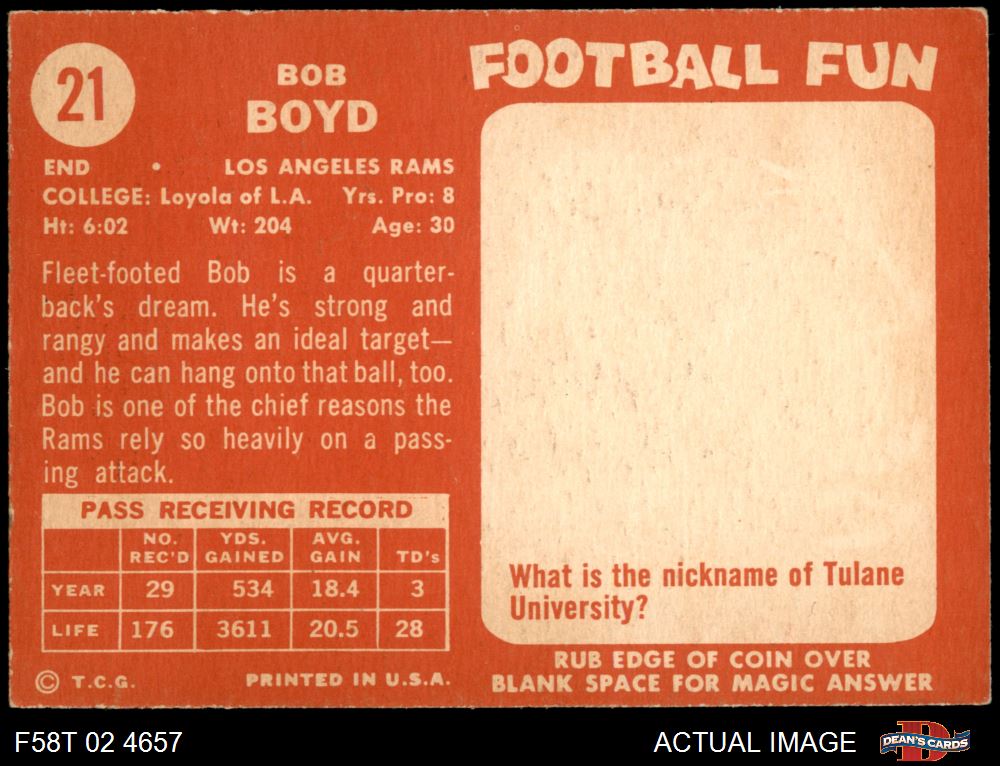 21
BOB
BOYD
END • LOS ANGELES RAMS
COLLEGE: Loyola of L.A. Yrs. Pro: 8
Ht: 6:02 Wt: 204 Age: 30
Fleet-footed Bob is a quarter-
back's dream. He's strong and
rangy and makes an ideal target—
and he can hang onto that ball, too.
Bob is one of the chief reasons the
Rams rely so heavily on a pass-
ing attack.
PASS RECEIVING RECORD
NO. REC'D YDS. GAINED AVG. GAIN TD's
YEAR 29 534 18.4 3
LIFE 176 3611 20.5 28
© T.C.G. PRINTED IN U.S.A.
FOOTBALL FUN
What is the nickname of Tulane
University?
RUB EDGE OF COIN OVER
BLANK SPACE FOR MAGIC ANSWER
F58T 02 4657
ACTUAL IMAGE
D
DEAN'S CARDS